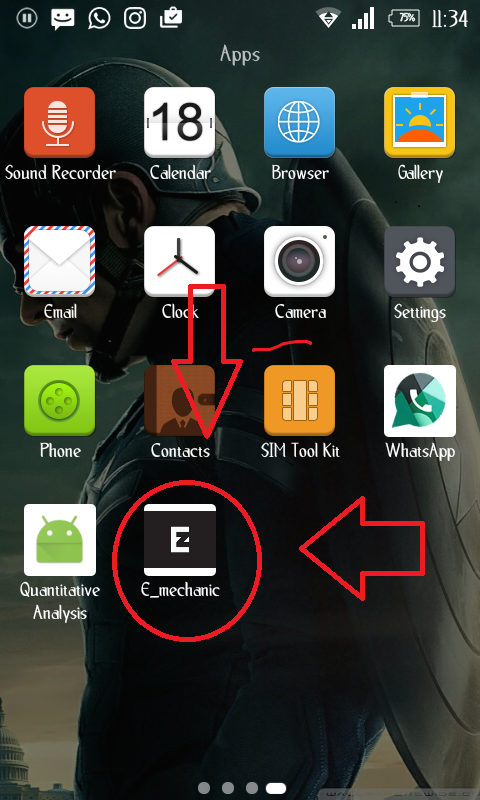 75% 11:34
Apps
18
Sound Recorder Calendar Browser Gallery
Email Clock Camera Settings
Phone Contacts SIM Tool Kit WhatsApp
EZ
Quantitative E_mechanic
Analysis